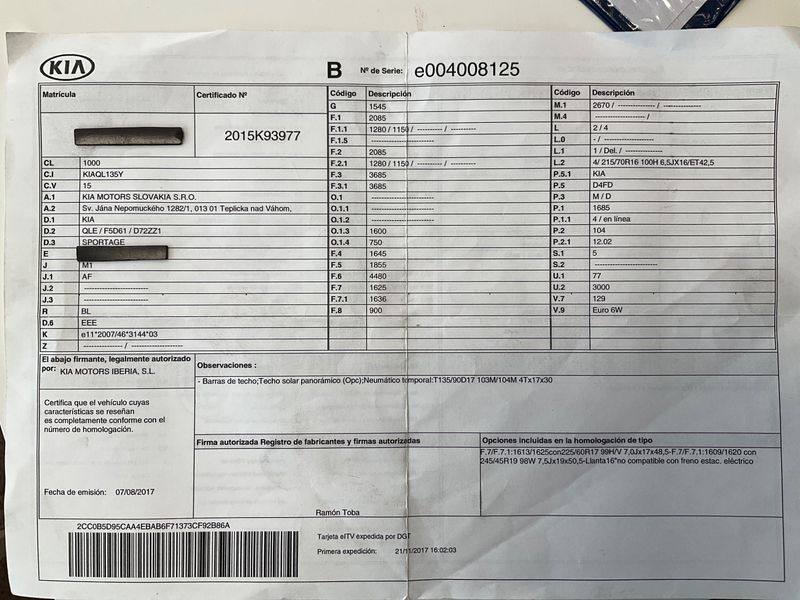 KIA
B Nº de Serie: e004008125
Matrícula
Certificado Nº
2015K93977
CL 1000
C.I KIAQL135Y
C.V 15
A.1 KIA MOTORS SLOVAKIA S.R.O.
A.2 Sv. Jána Nepomuckého 1282/1, 013 01 Teplicka nad Váhom,
D.1 KIA
D.2 QLE / F5D61 / D72ZZ1
D.3 SPORTAGE
E
J M1
J.1 AF
J.2 ------------------------
J.3 ------------------------
R BL
D.6 EEE
K e11*2007/46*3144*03
Z ---------- / -------------------
Código Descripción
G 1545
F.1 2085
F.1.1 1280 / 1150 / ---------- / ----------
F.1.5 ------------------------
F.2 2085
F.2.1 1280 / 1150 / ---------- / ----------
F.3 3685
F.3.1 3685
O.1 ------------------------
O.1.1 ------------------------
O.1.2 ------------------------
O.1.3 1600
O.1.4 750
F.4 1645
F.5 1855
F.6 4480
F.7 1625
F.7.1 1636
F.8 900
Código Descripción
M.1 2670 / --------------- / ---------------
M.4 --------------------/
L 2 / 4
L.0 - / --------------------
L.1 1 / Del. / ---------------
L.2 4/ 215/70R16 100H 6,5JX16/ET42,5
P.5.1 KIA
P.5 D4FD
P.3 M / D
P.1 1685
P.1.1 4 / en línea
P.2 104
P.2.1 12.02
S.1 5
S.2 ------------------------
U.1 77
U.2 3000
V.7 129
V.9 Euro 6W
El abajo firmante, legalmente autorizado
por: KIA MOTORS IBERIA, S.L.
Certifica que el vehículo cuyas
características se reseñan
es completamente conforme con el
número de homologación.
Fecha de emisión: 07/08/2017
Observaciones :
- Barras de techo;Techo solar panorámico (Opc);Neumático temporal:T135/90D17 103M/104M 4Tx17x30
Firma autorizada Registro de fabricantes y firmas autorizadas
Ramón Toba
Opciones incluidas en la homologación de tipo
F.7/F.7.1:1613/1625con225/60R17 99H/V 7,0Jx17x48,5-F.7/F.7.1:1609/1620 con
245/45R19 98W 7,5Jx19x50,5-Llanta16"no compatible con freno estac. eléctrico
2CC0B5D95CAA4EBAB6F71373CF92B86A
Tarjeta eITV expedida por DGT
Primera expedición: 21/11/2017 16:02:03